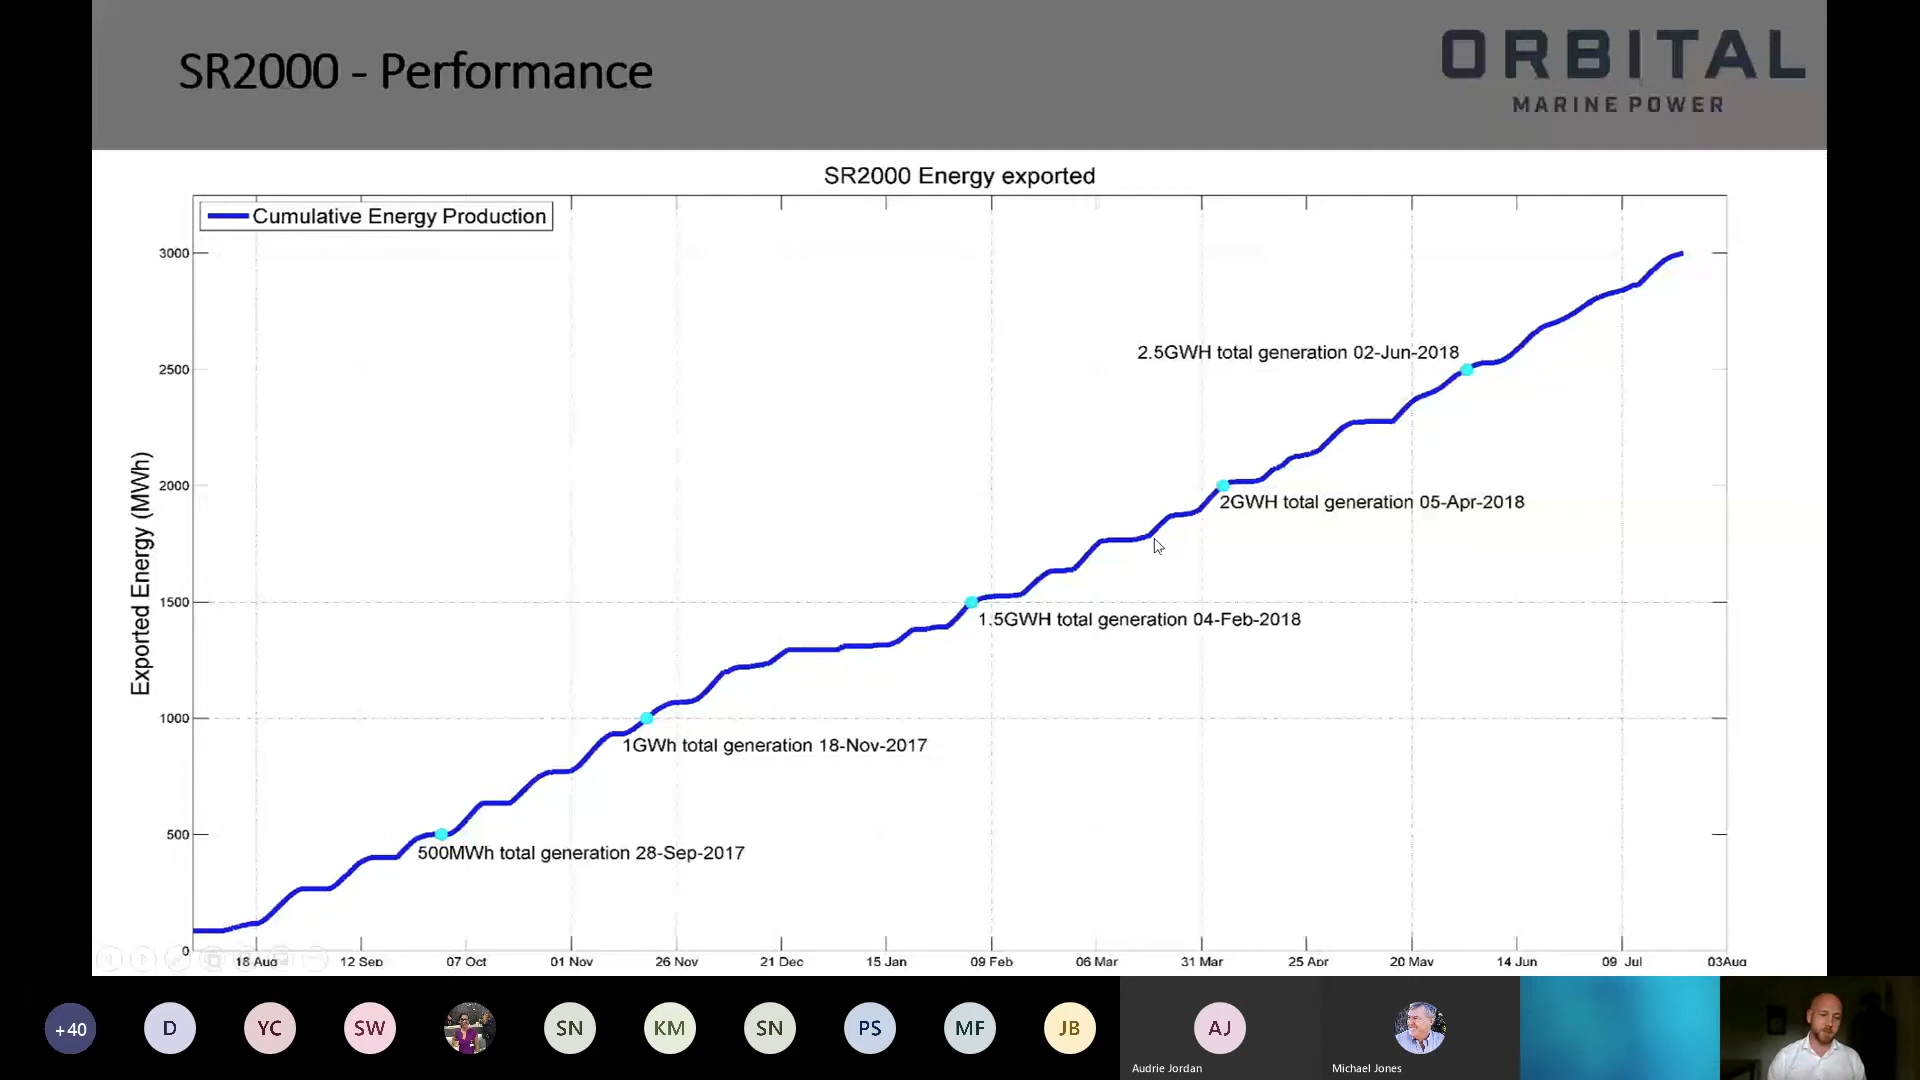 SR2000 - Performance
ORBITAL
MARINE POWER
SR2000 Energy exported
Cumulative Energy Production
3000
2500
2000
1500
1000
500
0
Exported Energy (MWh)
2.5GWH total generation 02-Jun-2018
2GWH total generation 05-Apr-2018
1.5GWH total generation 04-Feb-2018
1GWh total generation 18-Nov-2017
500MWh total generation 28-Sep-2017
18 Aug 12 Sep 07 Oct 01 Nov 26 Nov 21 Dec 15 Jan 09 Feb 06 Mar 31 Mar 25 Apr 20 May 14 Jun 09 Jul 03Aug
+40 D YC SW SN KM SN PS MF JB AJ
Audrie Jordan Michael Jones